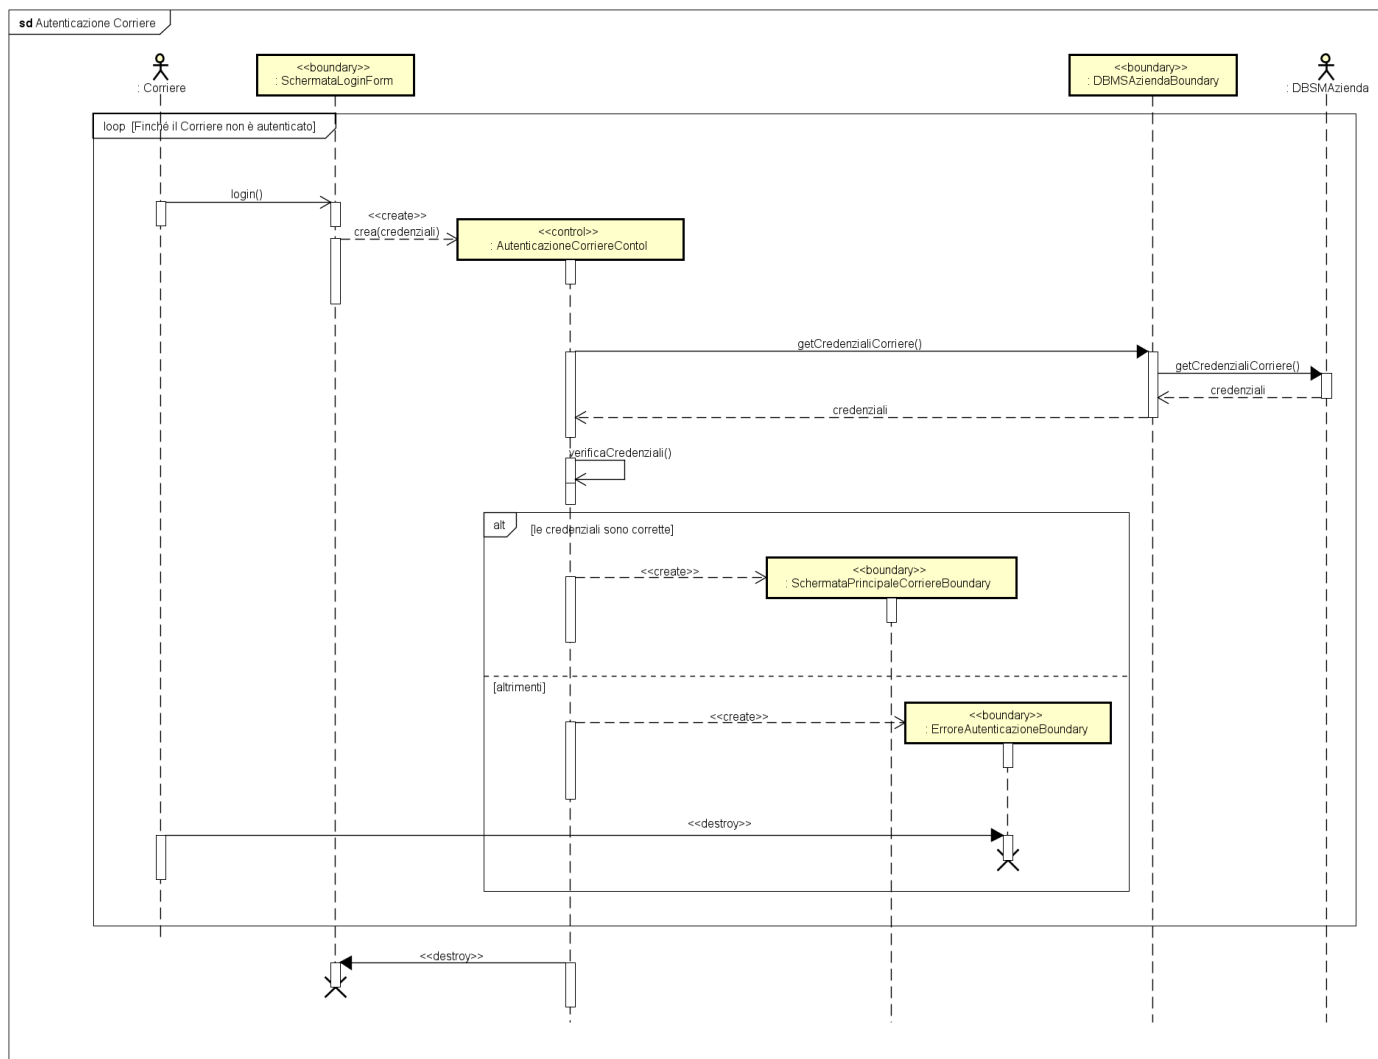 sd Autenticazione Corriere
: Corriere
<<boundary>>
: SchermataLoginForm
<<boundary>>
: DBMSAziendaBoundary
: DBSMAzienda
loop [Finché il Corriere non è autenticato]
login()
<<create>>
crea(credenziali)
<<control>>
: AutenticazioneCorriereContol
getCredenzialiCorriere()
getCredenzialiCorriere()
credenziali
credenziali
verificaCredenziali()
alt [le credenziali sono corrette]
<<create>>
<<boundary>>
: SchermataPrincipaleCorriereBoundary
[altrimenti]
<<create>>
<<boundary>>
: ErroreAutenticazioneBoundary
<<destroy>>
<<destroy>>